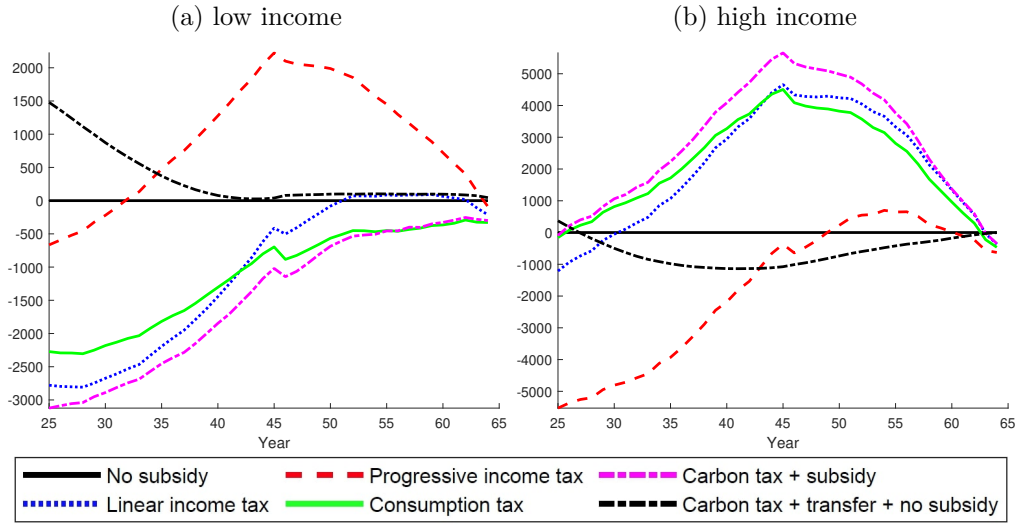 (a) low income
(b) high income
2000
1500
1000
500
0
-500
-1000
-1500
-2000
-2500
-3000
25 30 35 40 45 50 55 60 65
Year
5000
4000
3000
2000
1000
0
-1000
-2000
-3000
-4000
-5000
25 30 35 40 45 50 55 60 65
Year
No subsidy Progressive income tax Carbon tax + subsidy
Linear income tax Consumption tax Carbon tax + transfer + no subsidy